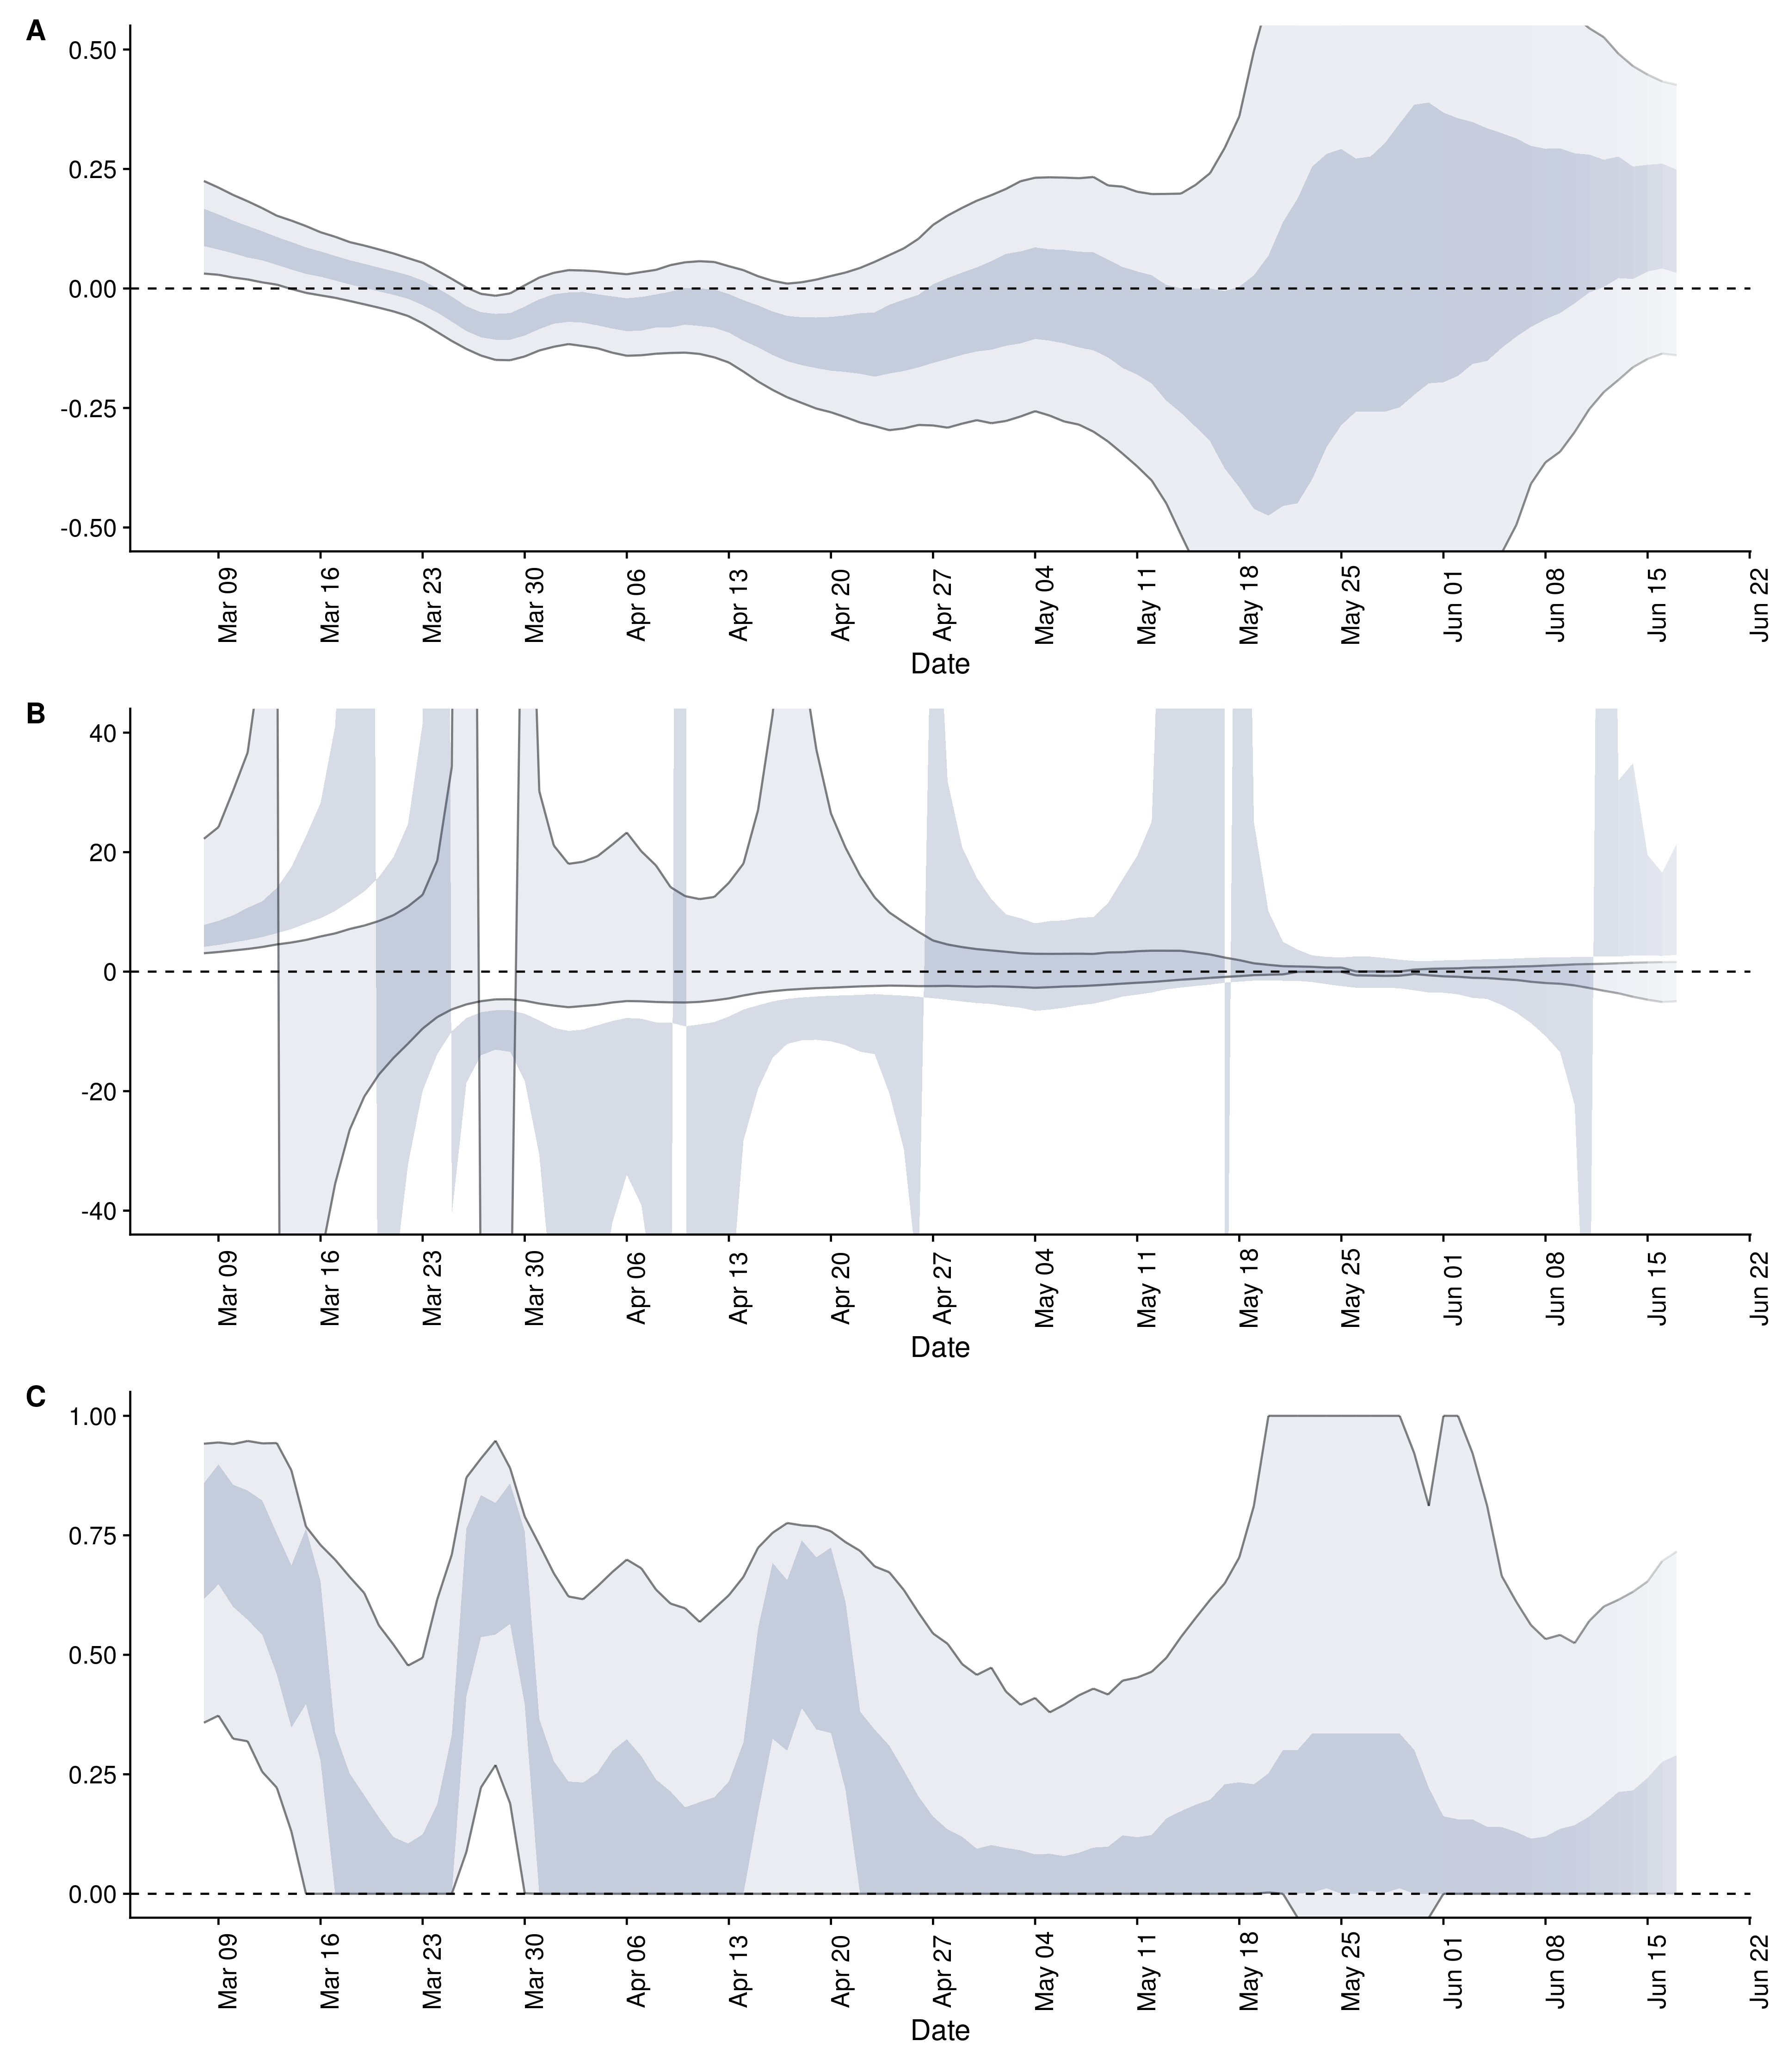 A
0.50
0.25
0.00
-0.25
-0.50
Mar 09
Mar 16
Mar 23
Mar 30
Apr 06
Apr 13
Apr 20
Apr 27
May 04
May 11
May 18
May 25
Jun 01
Jun 08
Jun 15
Jun 22
Date
B
40
20
0
-20
-40
Mar 09
Mar 16
Mar 23
Mar 30
Apr 06
Apr 13
Apr 20
Apr 27
May 04
May 11
May 18
May 25
Jun 01
Jun 08
Jun 15
Jun 22
Date
C
1.00
0.75
0.50
0.25
0.00
Mar 09
Mar 16
Mar 23
Mar 30
Apr 06
Apr 13
Apr 20
Apr 27
May 04
May 11
May 18
May 25
Jun 01
Jun 08
Jun 15
Jun 22
Date